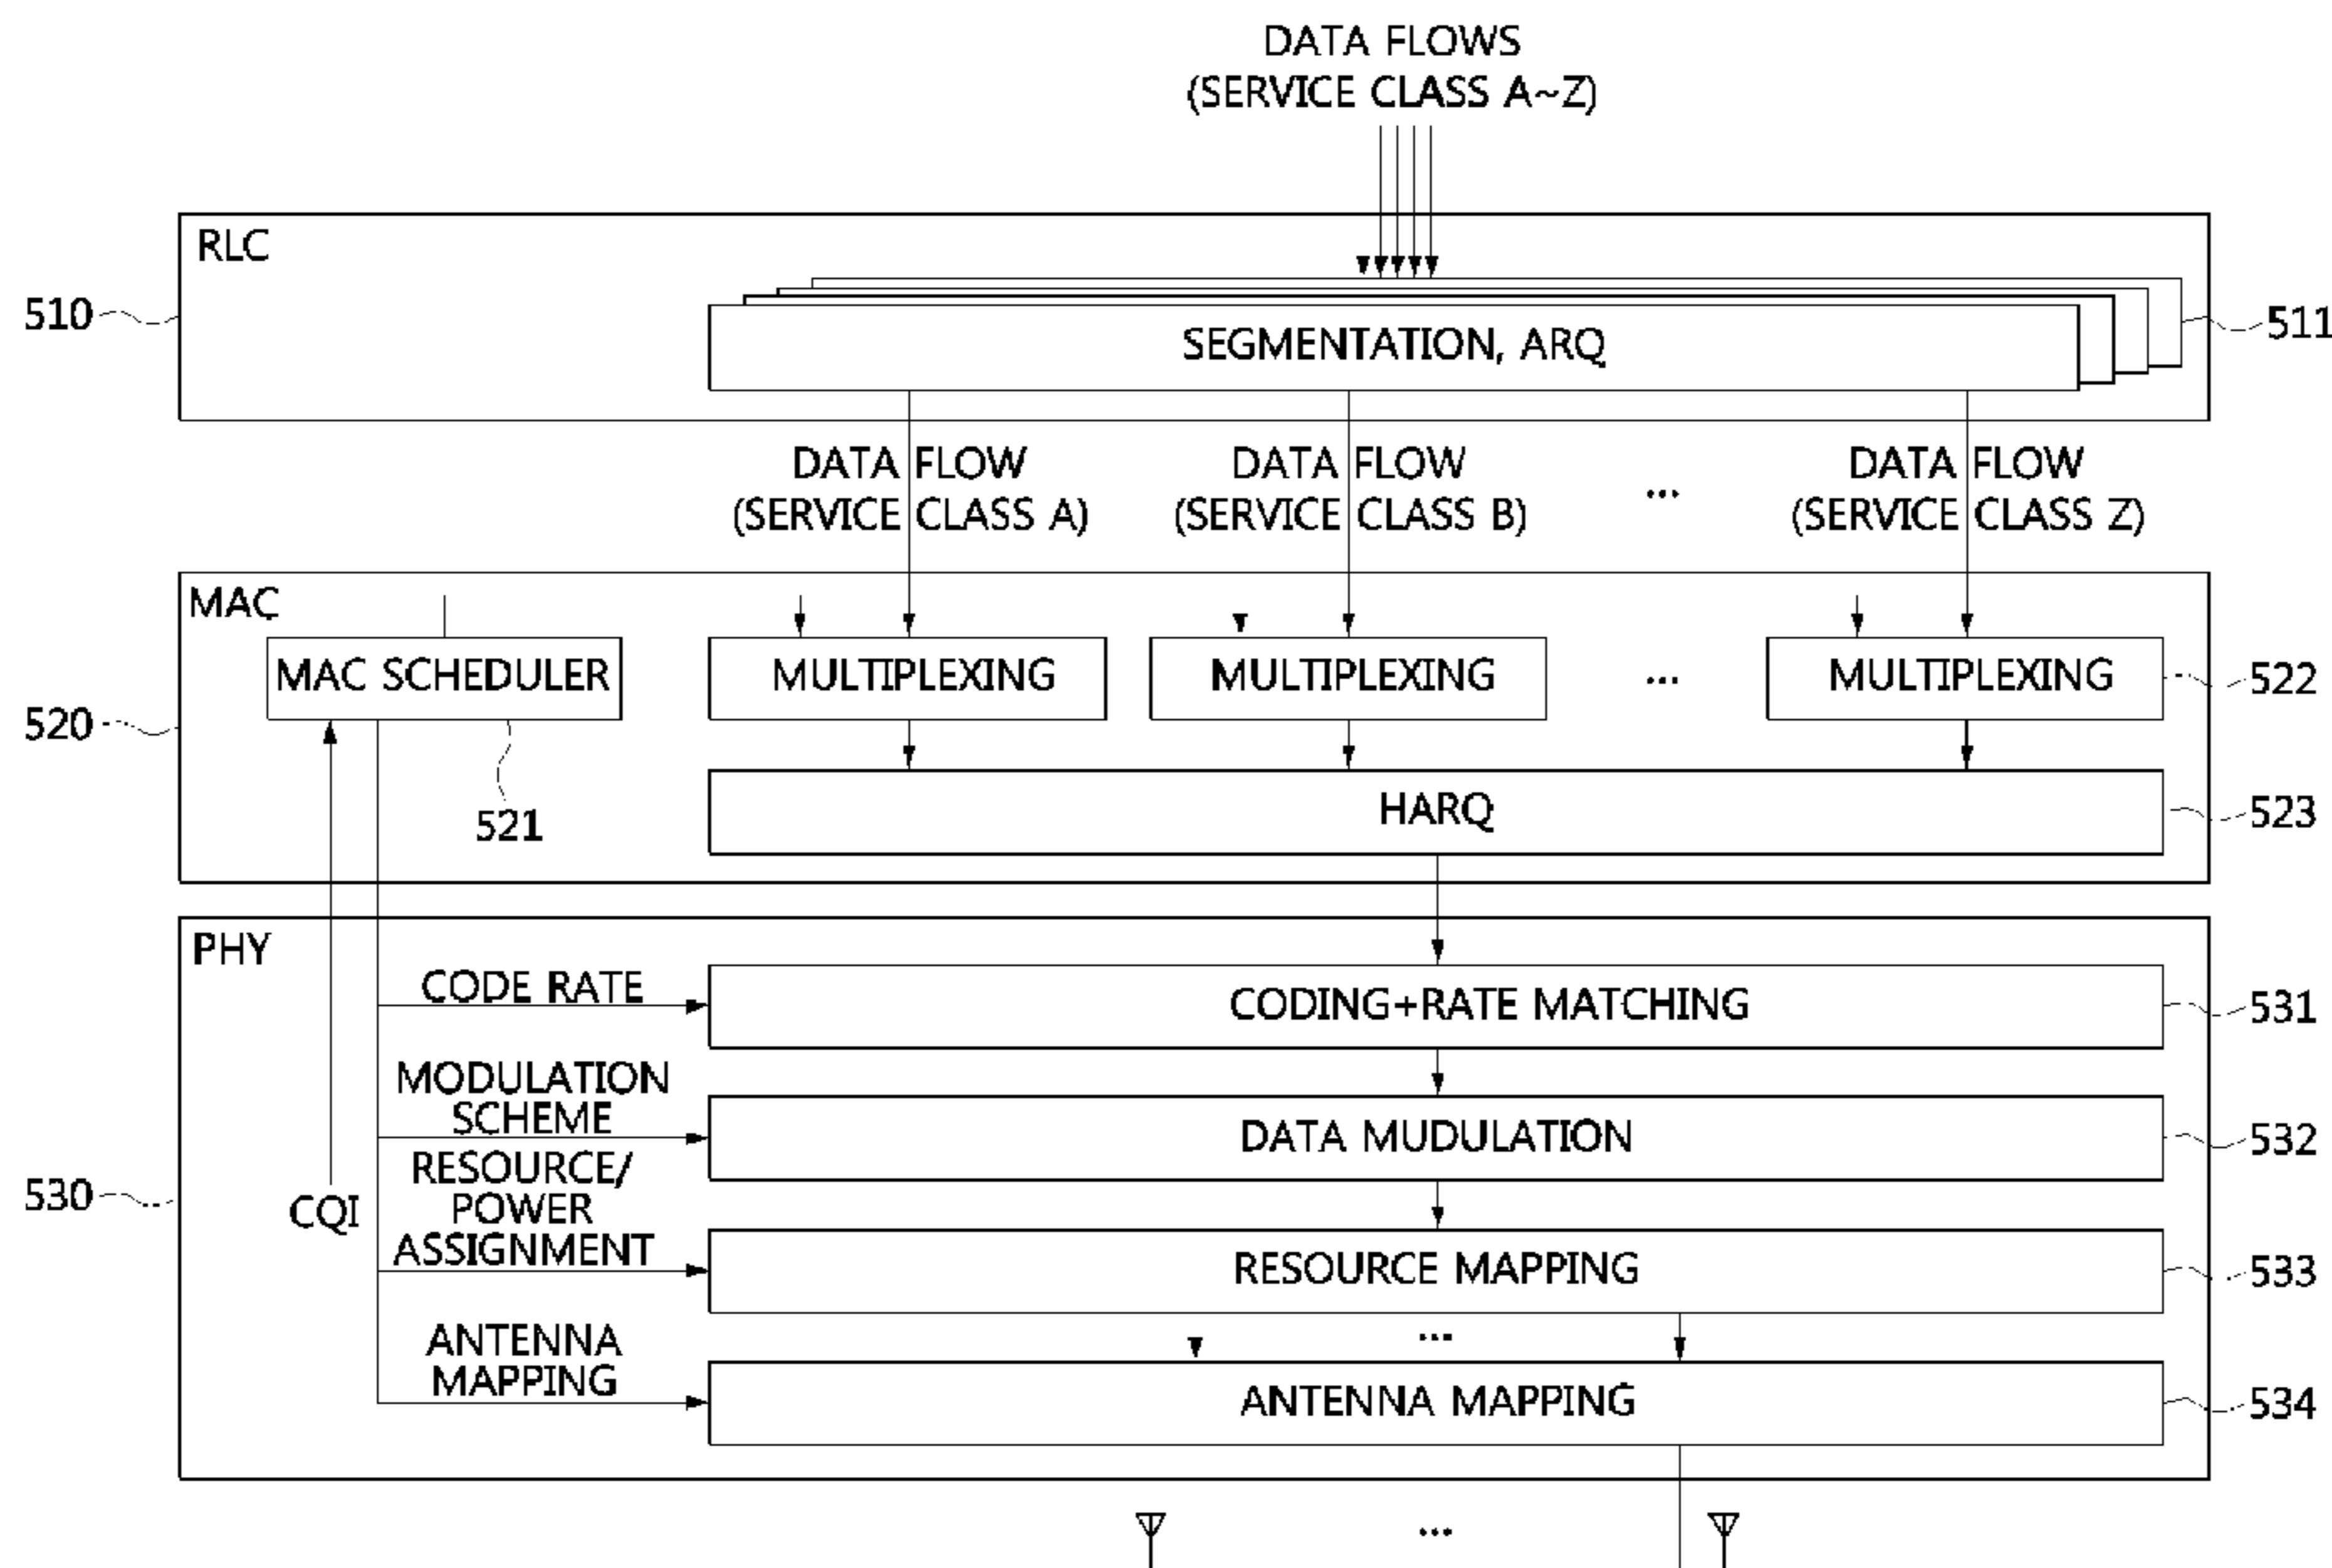 DATA FLOWS
(SERVICE CLASS A~Z)
RLC
510
SEGMENTATION, ARQ
511
DATA FLOW
(SERVICE CLASS A)
DATA FLOW
(SERVICE CLASS B)
...
DATA FLOW
(SERVICE CLASS Z)
MAC
MAC SCHEDULER
MULTIPLEXING
MULTIPLEXING
...
MULTIPLEXING
522
520
521
HARQ
523
PHY
CODE RATE
CODING+RATE MATCHING
531
MODULATION
SCHEME
DATA MUDULATION
532
530
CQI
RESOURCE/
POWER
ASSIGNMENT
RESOURCE MAPPING
533
...
ANTENNA
MAPPING
ANTENNA MAPPING
534
...